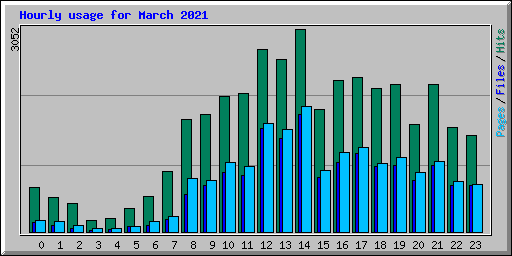 Hourly usage for March 2021
3052
Pages/Files/Hits
0 1 2 3 4 5 6 7 8 9 10 11 12 13 14 15 16 17 18 19 20 21 22 23